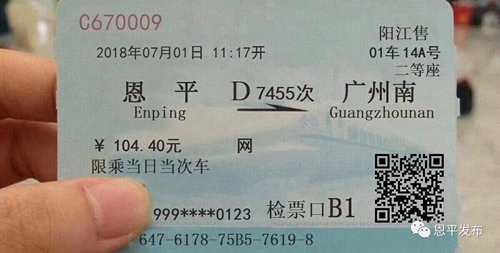 C670009
阳江售
2018年07月01日 11:17开
01车14A号
二等座
恩 平 D7455次 广州南
Enping Guangzhounan
¥ 104.40元 网
限乘当日当次车
999****0123 检票口B1
647-6178-75B5-7619-8
恩平发布